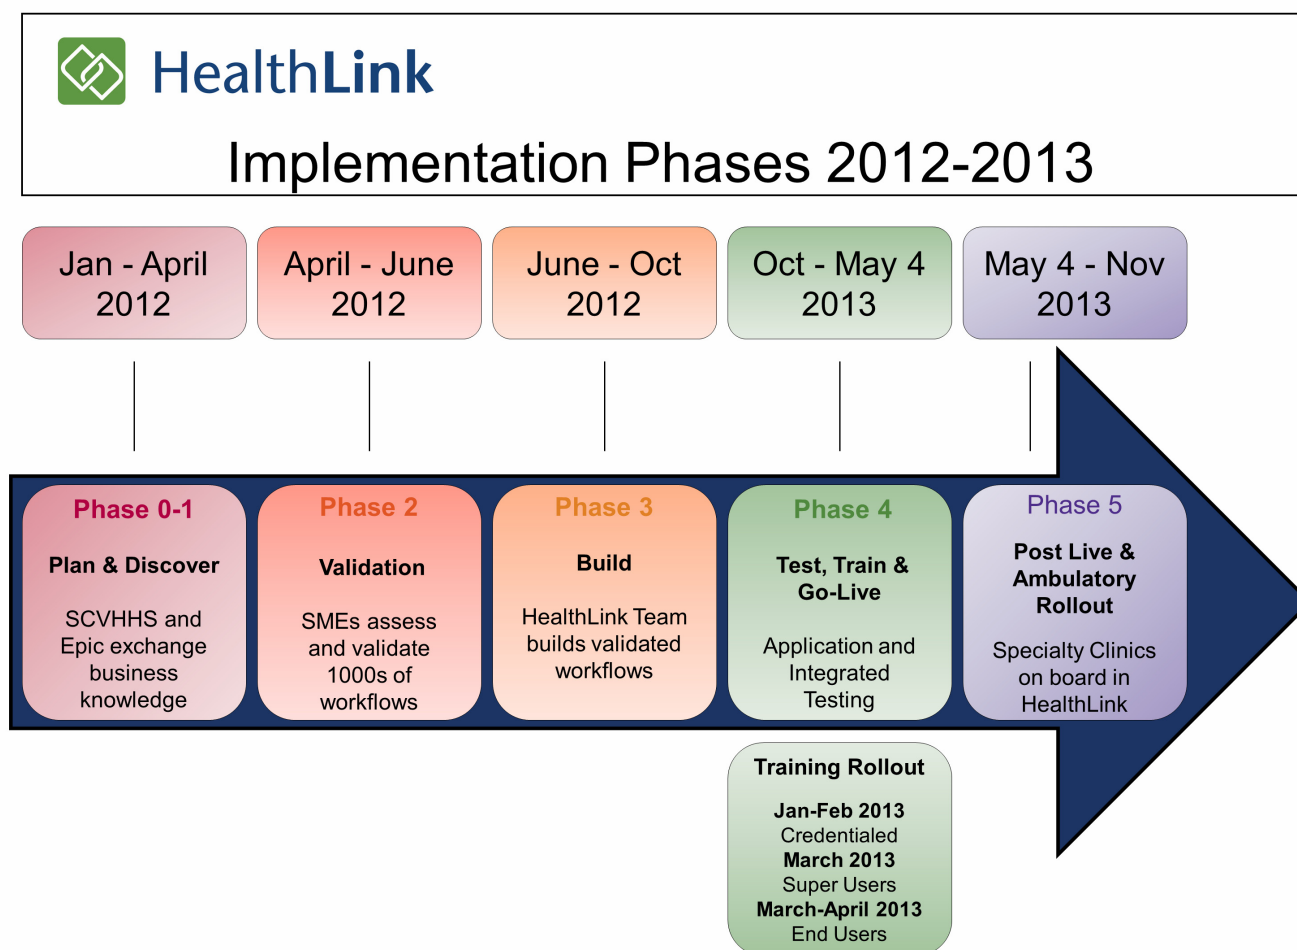 HealthLink
Implementation Phases 2012-2013
Jan - April
2012
April - June
2012
June - Oct
2012
Oct - May 4
2013
May 4 - Nov
2013
Phase 0-1
Plan & Discover
SCVHHS and
Epic exchange
business
knowledge
Phase 2
Validation
SMEs assess
and validate
1000s of
workflows
Phase 3
Build
HealthLink Team
builds validated
workflows
Phase 4
Test, Train &
Go-Live
Application and
Integrated
Testing
Phase 5
Post Live &
Ambulatory
Rollout
Specialty Clinics
on board in
HealthLink
Training Rollout
Jan-Feb 2013
Credentialed
March 2013
Super Users
March-April 2013
End Users